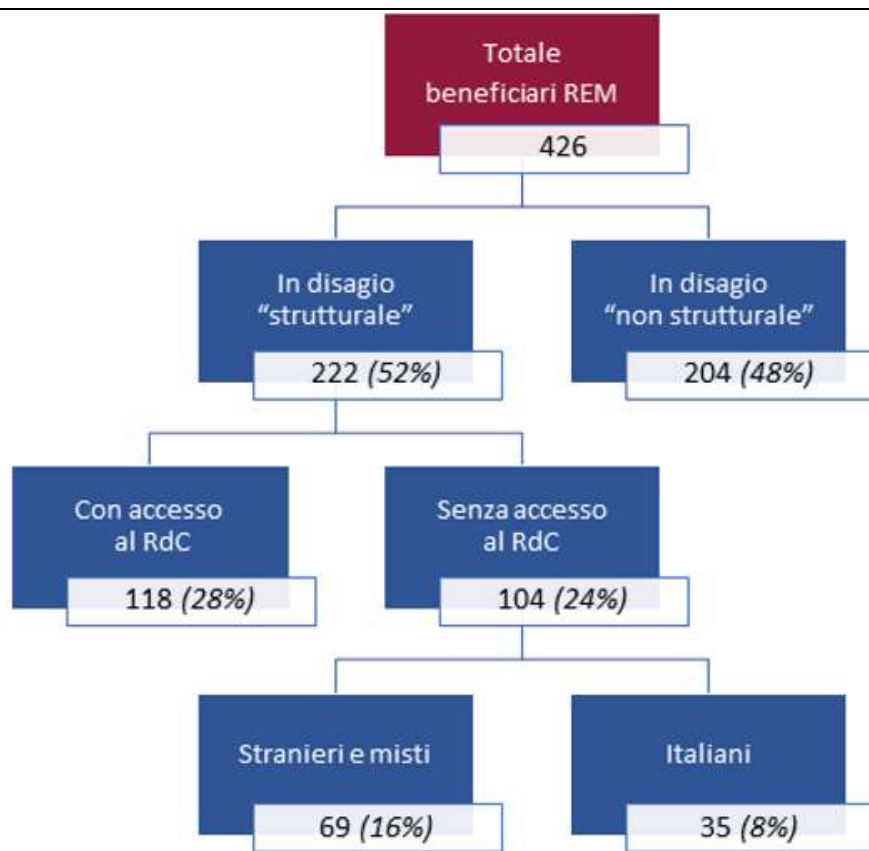 Totale
beneficiari REM
426
In disagio
“strutturale”
222 (52%)
In disagio
“non strutturale”
204 (48%)
Con accesso
al RdC
118 (28%)
Senza accesso
al RdC
104 (24%)
Stranieri e misti
69 (16%)
Italiani
35 (8%)